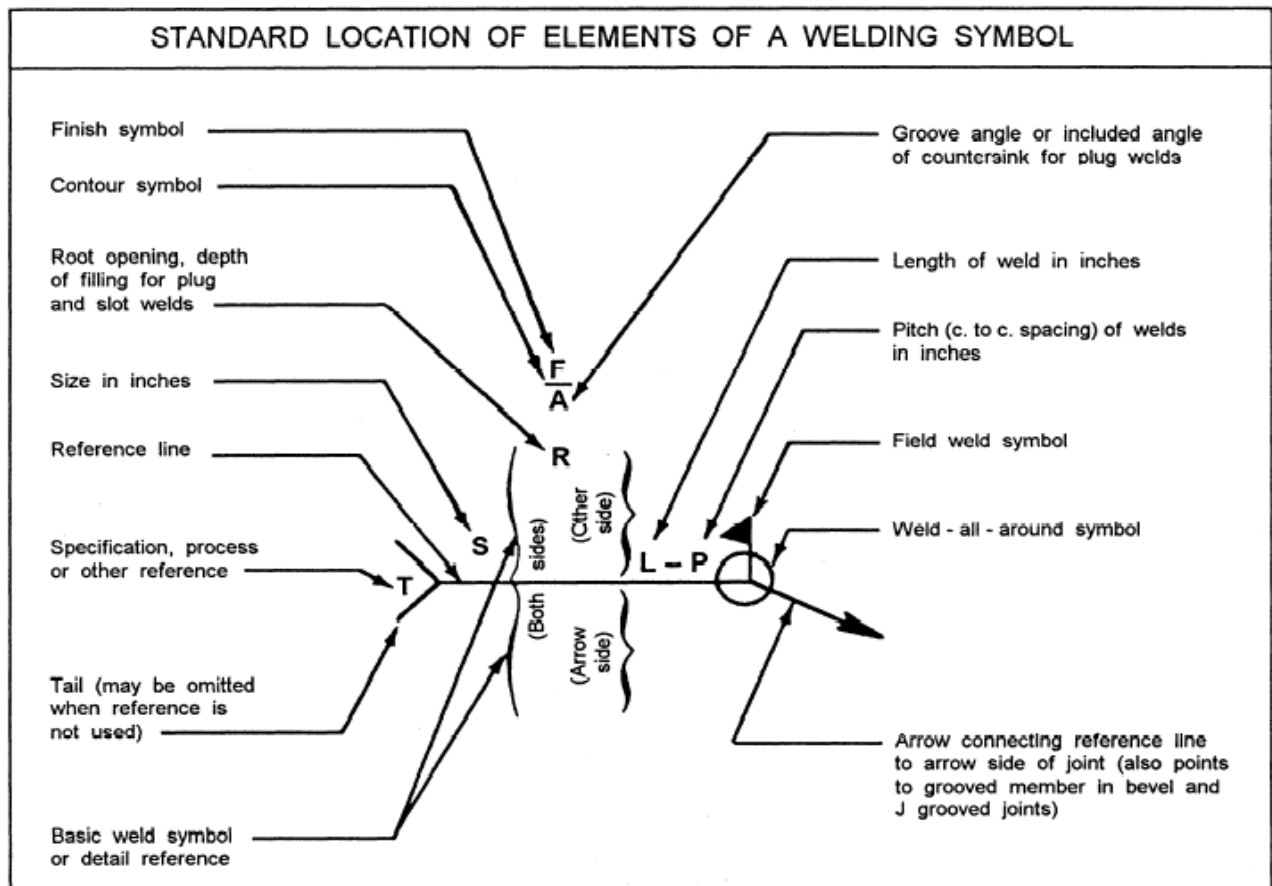 STANDARD LOCATION OF ELEMENTS OF A WELDING SYMBOL
Finish symbol
Contour symbol
Root opening, depth
of filling for plug
and slot welds
Size in inches
Reference line
Specification, process
or other reference
Tail (may be omitted
when reference is
not used)
Basic weld symbol
or detail reference
F
A
R
S
T
(Both sides)
(Other
side)
(Arrow
side)
L – P
Groove angle or included angle
of countersink for plug welds
Length of weld in inches
Pitch (c. to c. spacing) of welds
in inches
Field weld symbol
Weld - all - around symbol
Arrow connecting reference line
to arrow side of joint (also points
to grooved member in bevel and
J grooved joints)